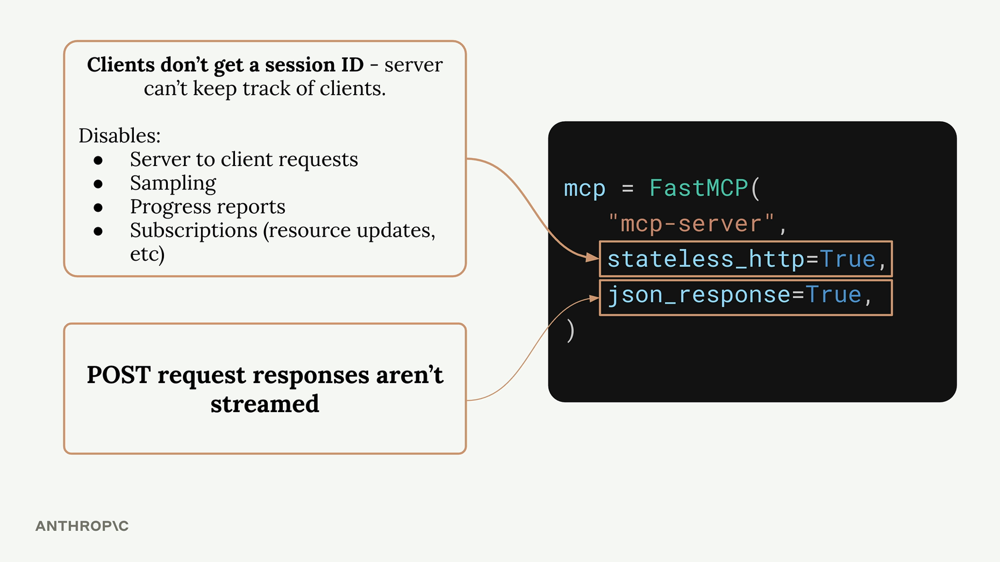 Clients don’t get a session ID - server
can’t keep track of clients.
Disables:
● Server to client requests
● Sampling
● Progress reports
● Subscriptions (resource updates,
etc)
POST request responses aren’t
streamed
mcp = FastMCP(
"mcp-server",
stateless_http=True,
json_response=True,
)
ANTHROP\C